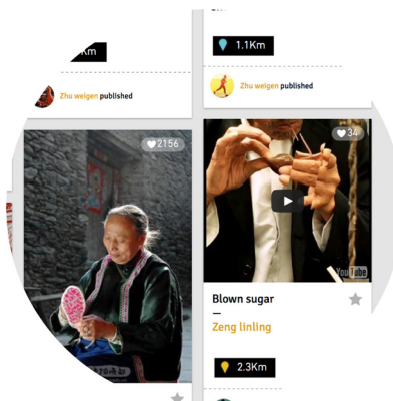 Km
Zhu weigen published
2156
1.1Km
Zhu weigen published
34
YouTube
Blown sugar
—
Zeng linling
2.3Km